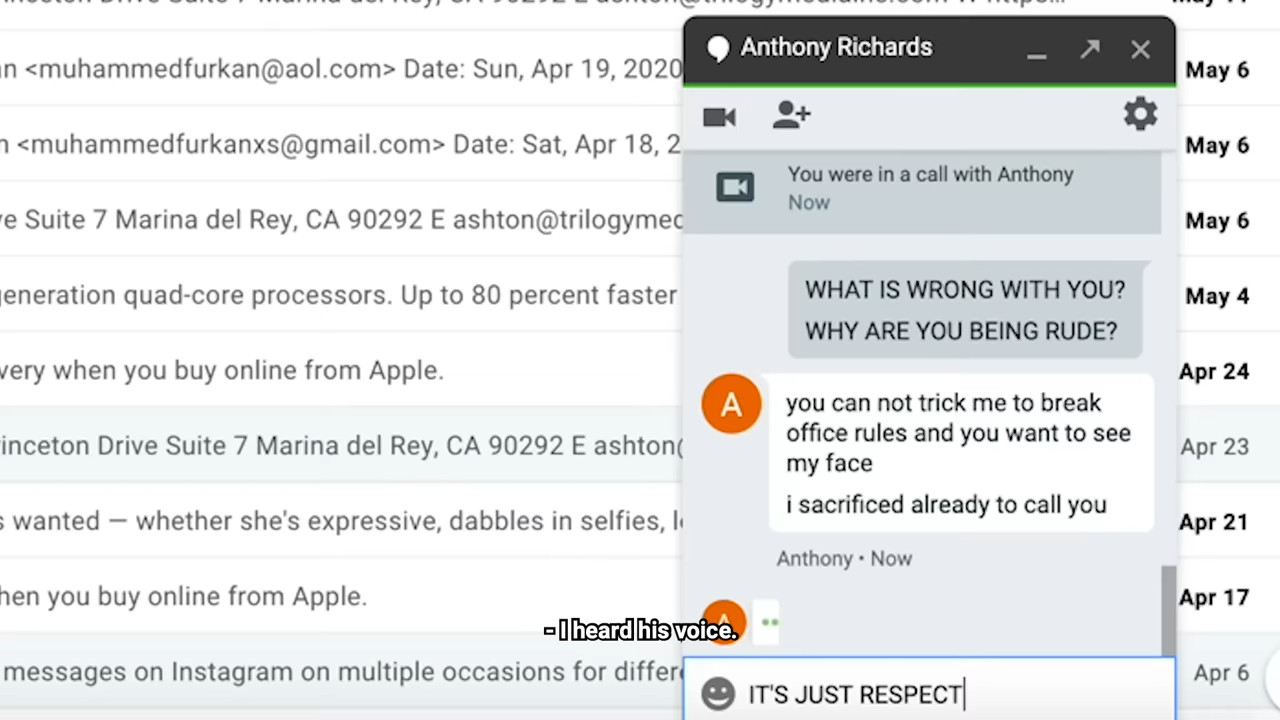 Princeton Drive Suite 7 Marina del Rey, CA 90292 E
n <muhammedfurkan@aol.com> Date: Sun, Apr 19, 2020
May 6
n <muhammedfurkanxs@gmail.com> Date: Sat, Apr 18, 2
May 6
ve Suite 7 Marina del Rey, CA 90292 E ashton@trilogymed
May 6
generation quad-core processors. Up to 80 percent faster
May 4
very when you buy online from Apple.
Apr 24
inceton Drive Suite 7 Marina del Rey, CA 90292 E ashton@
Apr 23
s wanted — whether she's expressive, dabbles in selfies, l
Apr 21
hen you buy online from Apple.
Apr 17
messages on Instagram on multiple occasions for differe
Apr 6
Anthony Richards
You were in a call with Anthony
Now
WHAT IS WRONG WITH YOU?
WHY ARE YOU BEING RUDE?
A
you can not trick me to break
office rules and you want to see
my face
i sacrificed already to call you
Anthony • Now
A
- I heard his voice.
IT'S JUST RESPECT